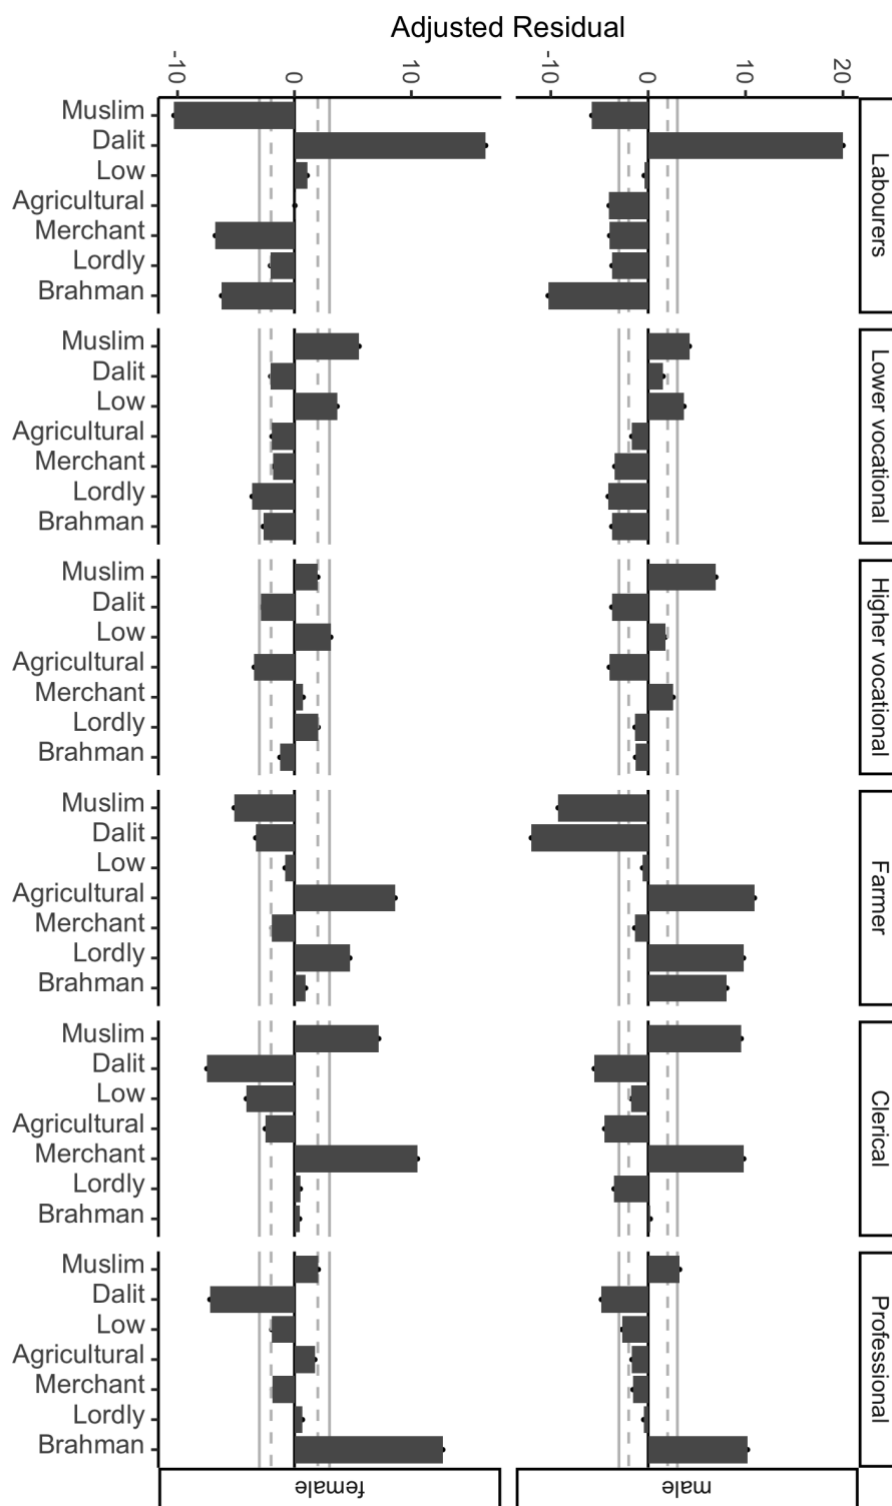 Adjusted Residual
-10
0
10
-10
0
10
20
Labourers
Muslim
Dalit
Low
Agricultural
Merchant
Lordly
Brahman
Lower vocational
Muslim
Dalit
Low
Agricultural
Merchant
Lordly
Brahman
Higher vocational
Muslim
Dalit
Low
Agricultural
Merchant
Lordly
Brahman
Farmer
Muslim
Dalit
Low
Agricultural
Merchant
Lordly
Brahman
Clerical
Muslim
Dalit
Low
Agricultural
Merchant
Lordly
Brahman
Professional
Muslim
Dalit
Low
Agricultural
Merchant
Lordly
Brahman
female
male